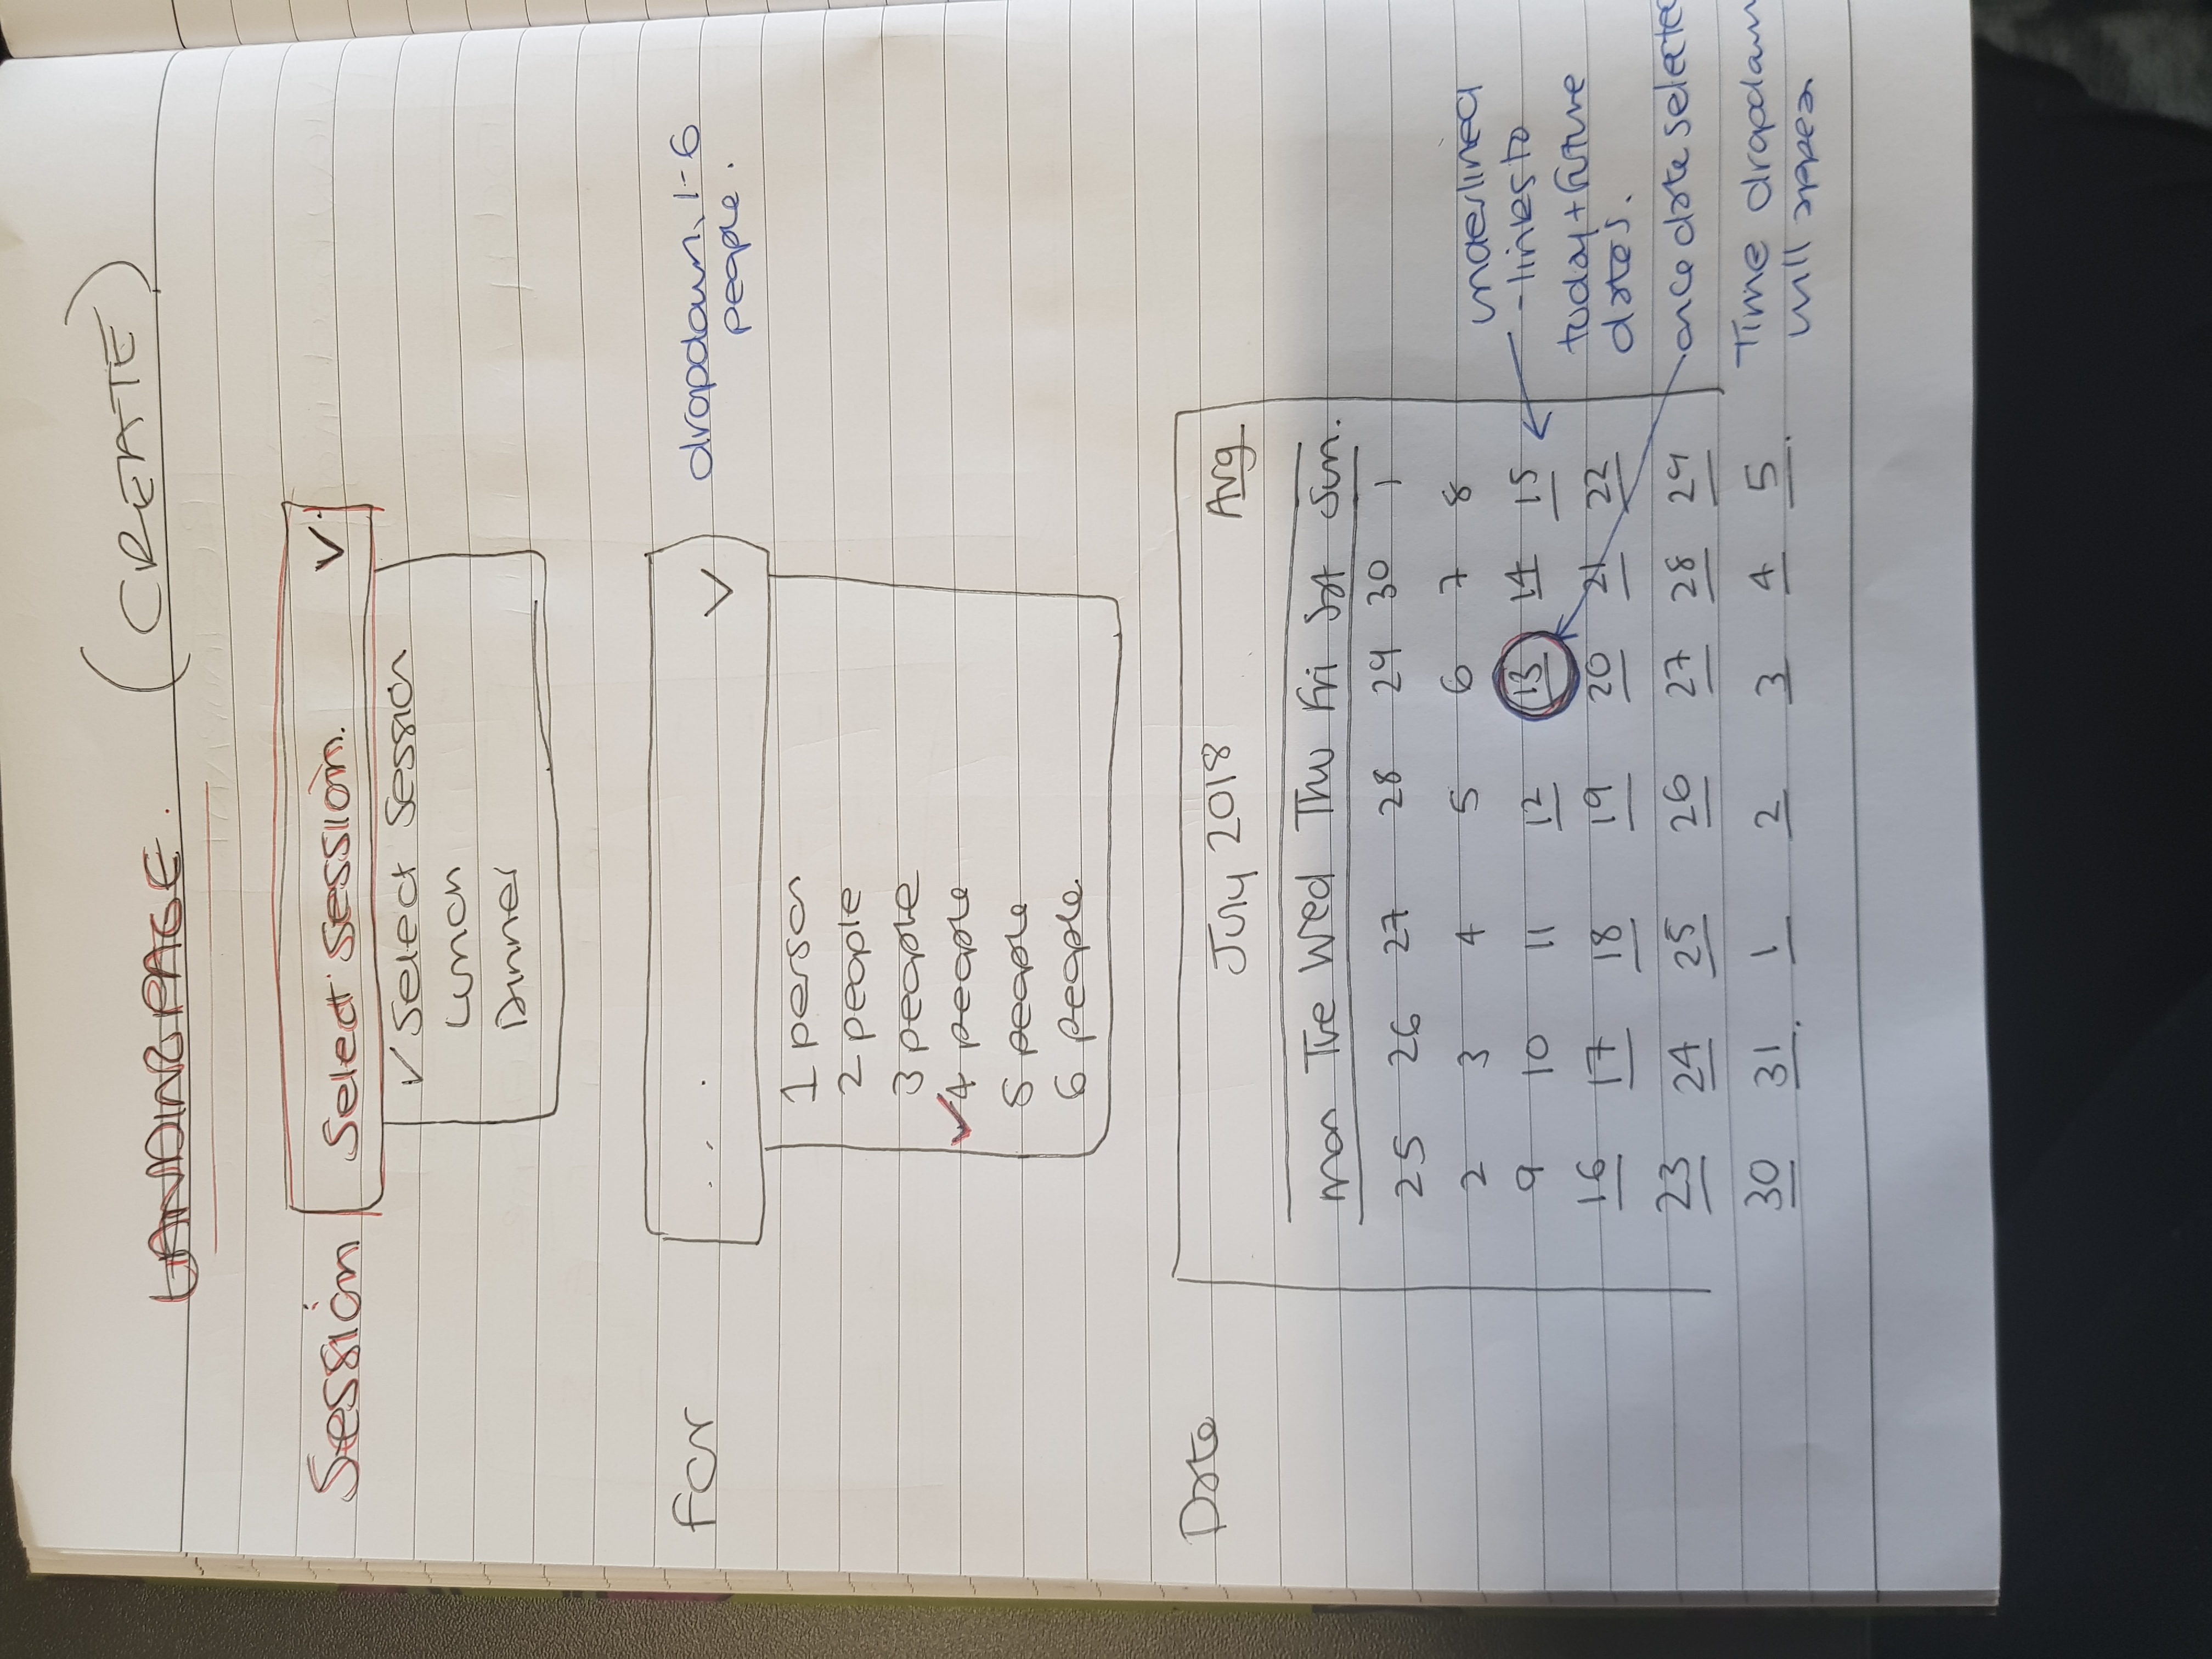 LANDING PAGE. (CREATE)
Session Select session.
✓ Select Session
Lunch
Dinner
For ...
dropdown 1-6
people.
1 person
2 people
3 people
✓ 4 people
5 people
6 people.
Date
July 2018 Aug
Mon Tue Wed Thu Fri Sat Sun.
25 26 27 28 29 30 1
2 3 4 5 6 7 8
9 10 11 12 13 14 15
16 17 18 19 20 21 22
23 24 25 26 27 28 29
30 31. 1 2 3 4 5.
underlined
- links to
today + future
dates.
once date selected
Time dropdown
will appear